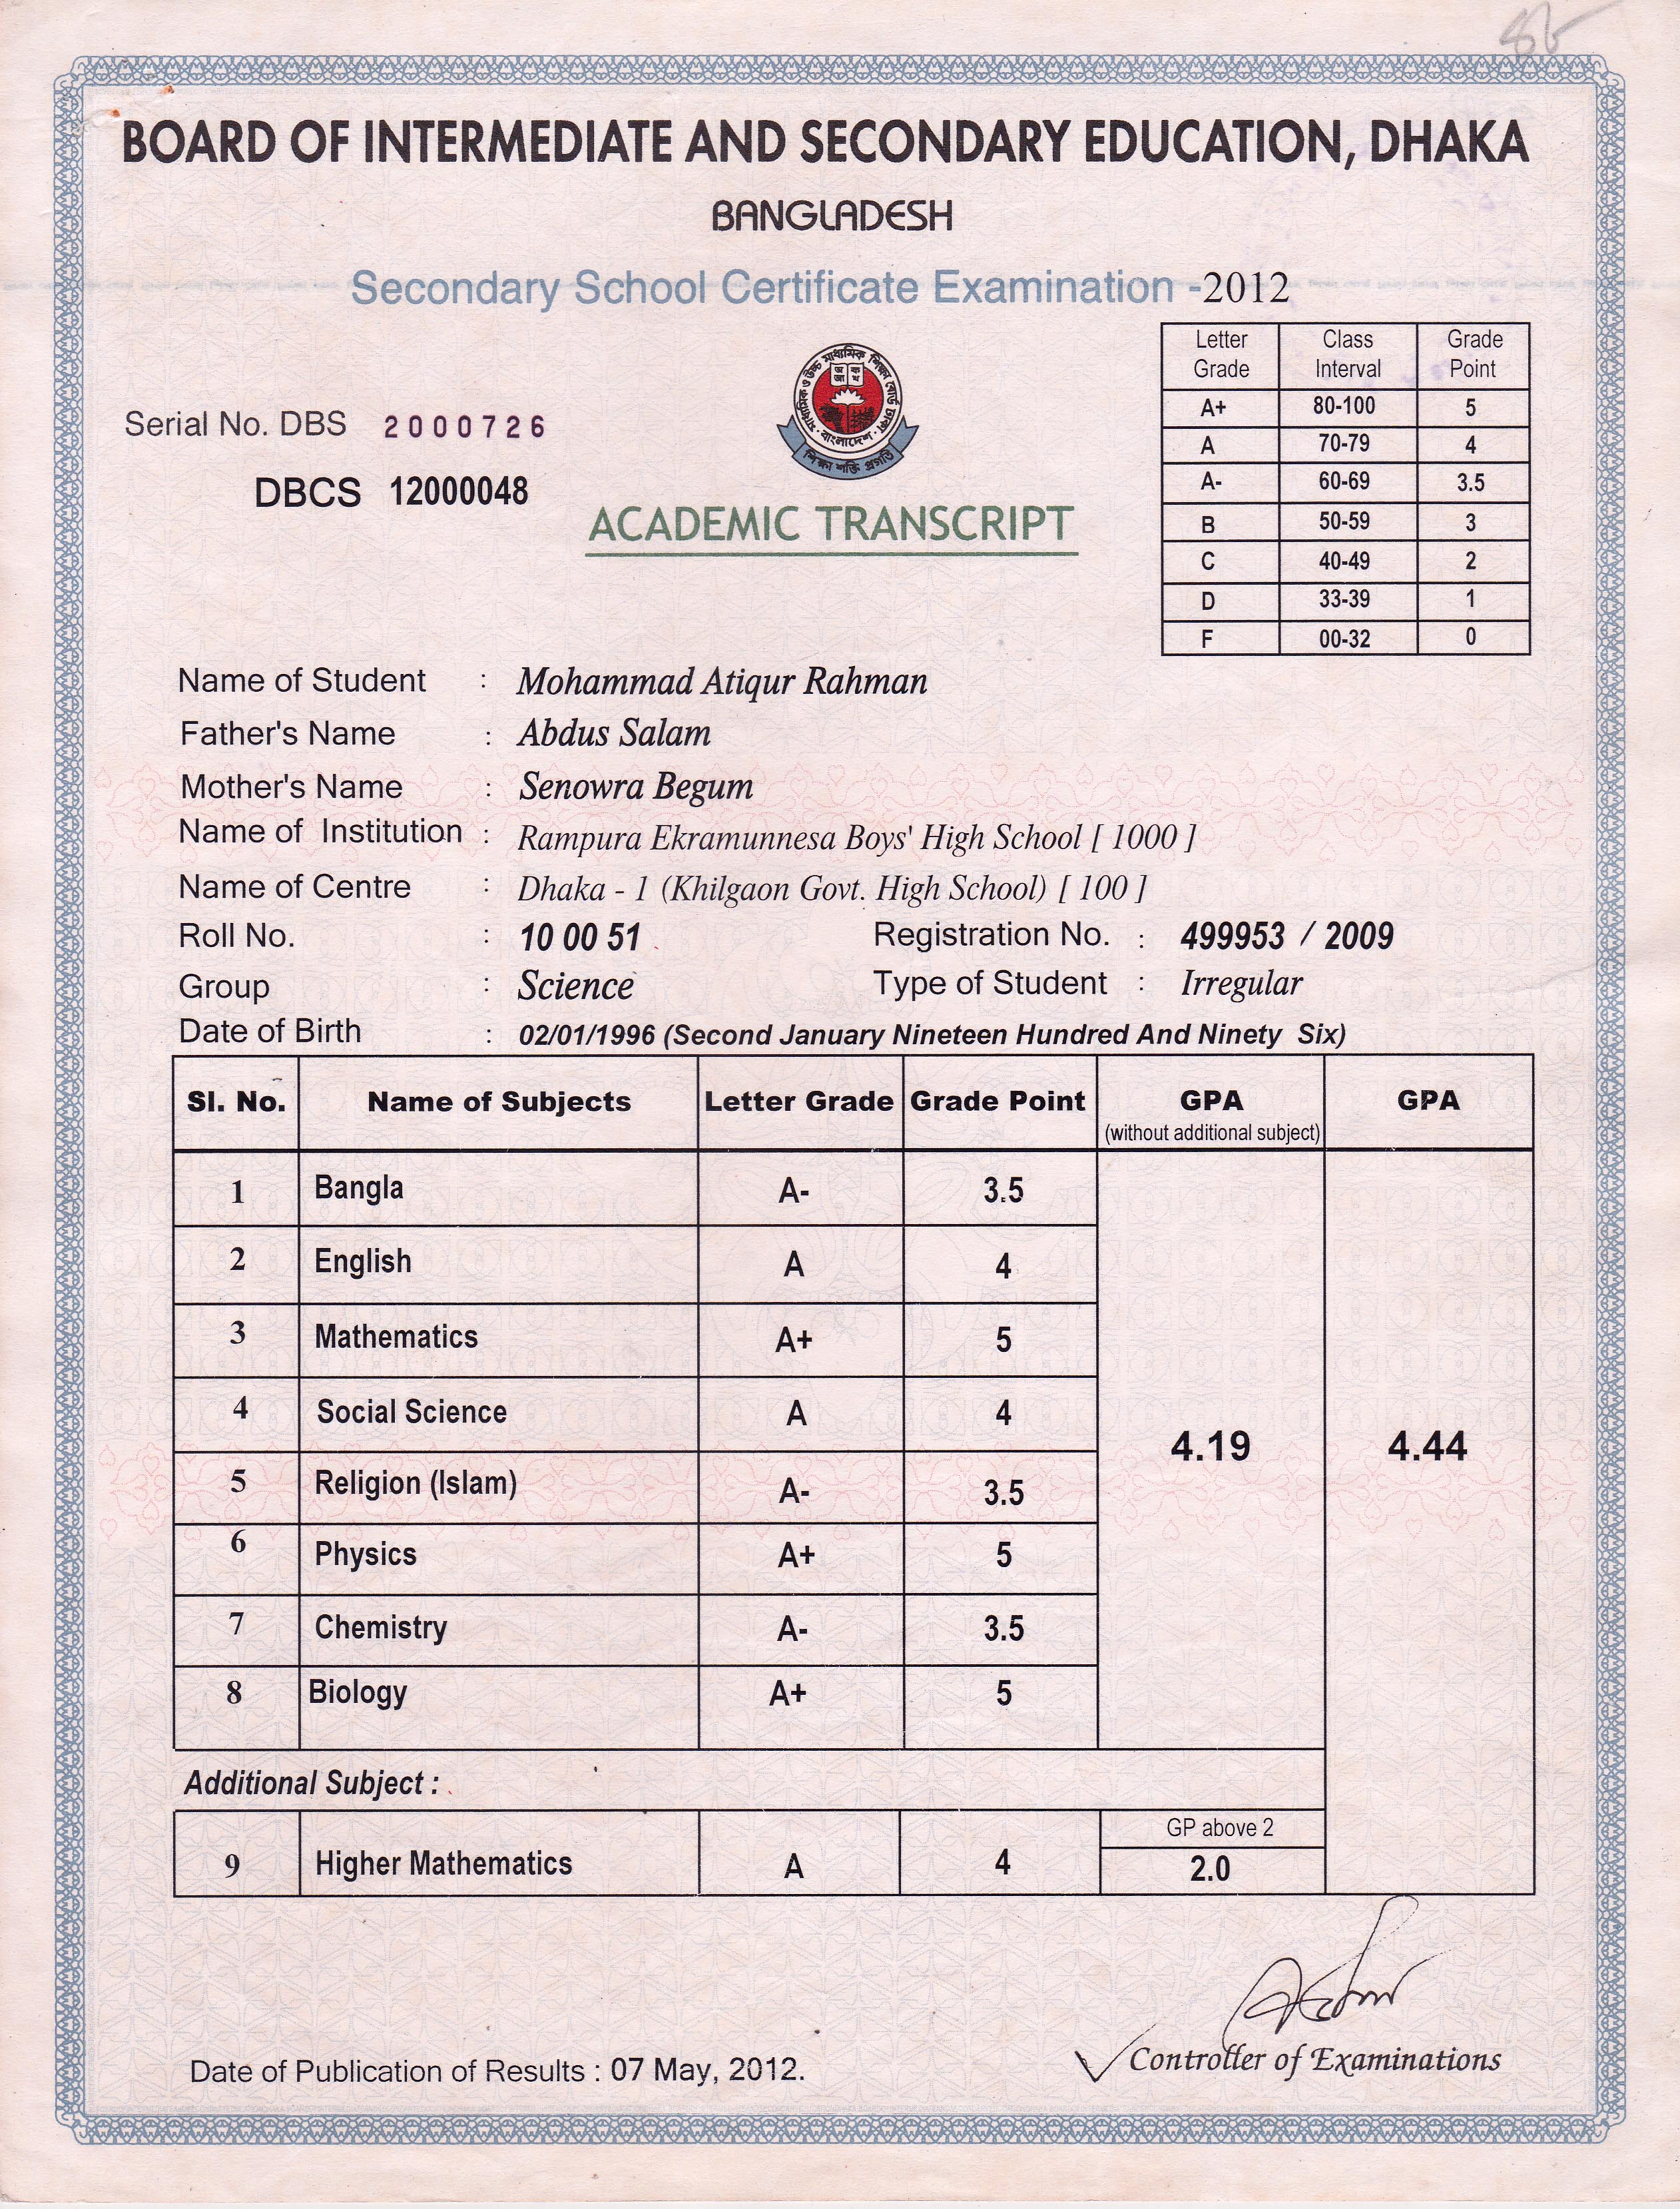 BOARD OF INTERMEDIATE AND SECONDARY EDUCATION, DHAKA
BANGLADESH
Secondary School Certificate Examination -2012
Serial No. DBS 2000726
DBCS 12000048
মাধ্যমিক ও উচ্চ মাধ্যমিক শিক্ষা বোর্ড ঢাকা
বাংলাদেশ
শিক্ষা শক্তি প্রগতি
ACADEMIC TRANSCRIPT
Letter Grade Class Interval Grade Point
A+ 80-100 5
A 70-79 4
A- 60-69 3.5
B 50-59 3
C 40-49 2
D 33-39 1
F 00-32 0
Name of Student : Mohammad Atiqur Rahman
Father's Name : Abdus Salam
Mother's Name : Senowra Begum
Name of Institution : Rampura Ekramunnesa Boys' High School [ 1000 ]
Name of Centre : Dhaka - 1 (Khilgaon Govt. High School) [ 100 ]
Roll No. : 10 00 51 Registration No. : 499953 / 2009
Group : Science Type of Student : Irregular
Date of Birth : 02/01/1996 (Second January Nineteen Hundred And Ninety Six)
Sl. No. Name of Subjects Letter Grade Grade Point GPA (without additional subject) GPA
1 Bangla A- 3.5
2 English A 4
3 Mathematics A+ 5
4 Social Science A 4
4.19 4.44
5 Religion (Islam) A- 3.5
6 Physics A+ 5
7 Chemistry A- 3.5
8 Biology A+ 5
Additional Subject :
GP above 2
9 Higher Mathematics A 4 2.0
Date of Publication of Results : 07 May, 2012.
Controller of Examinations